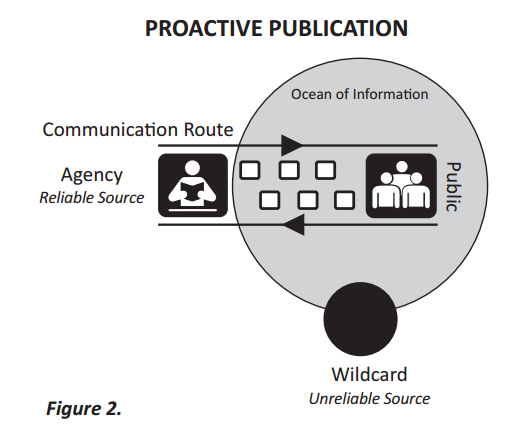 PROACTIVE PUBLICATION
Ocean of Information
Communication Route
Agency
Reliable Source
Public
Wildcard
Unreliable Source
Figure 2.